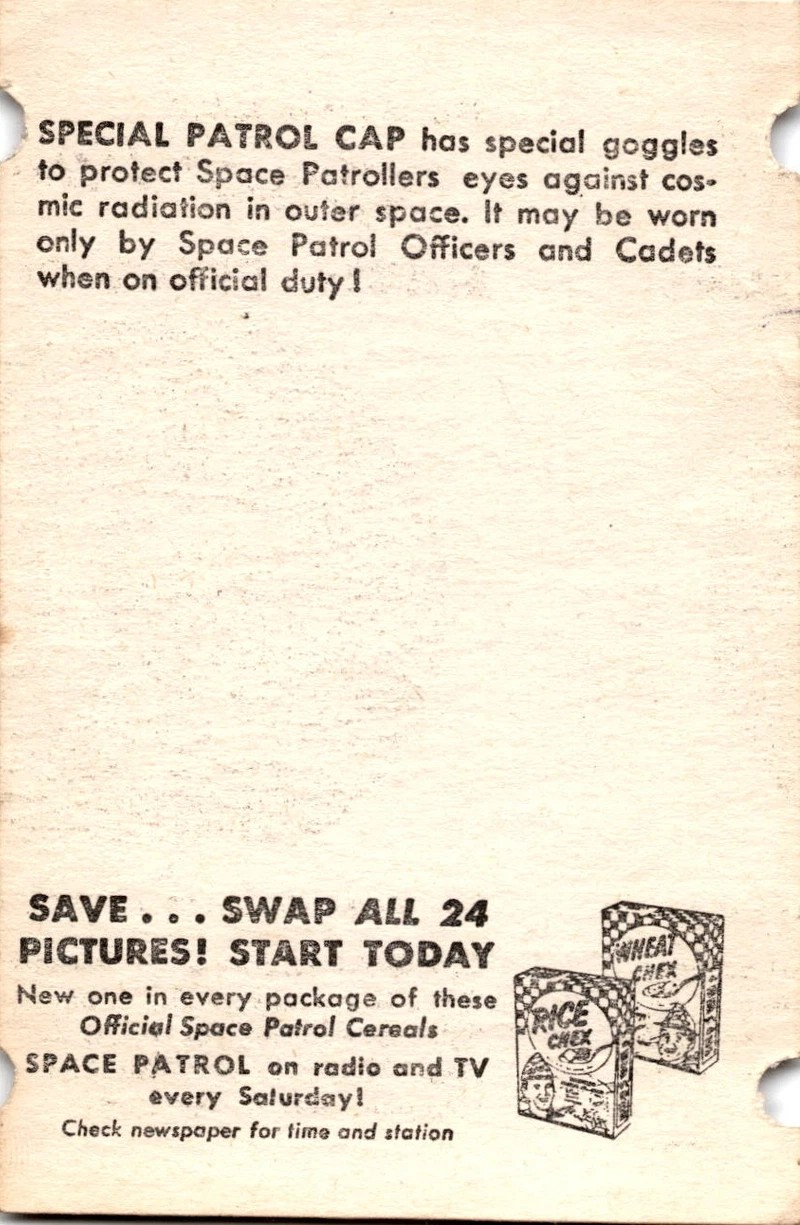 SPECIAL PATROL CAP has special goggles
to protect Space Patrollers eyes against cos-
mic radiation in outer space. It may be worn
only by Space Patrol Officers and Cadets
when on official duty!
SAVE . . . SWAP ALL 24
PICTURES! START TODAY
New one in every package of these
Official Space Patrol Cereals
SPACE PATROL on radio and TV
every Saturday!
Check newspaper for time and station
WHEAT
CHEX
RICE
CHEX